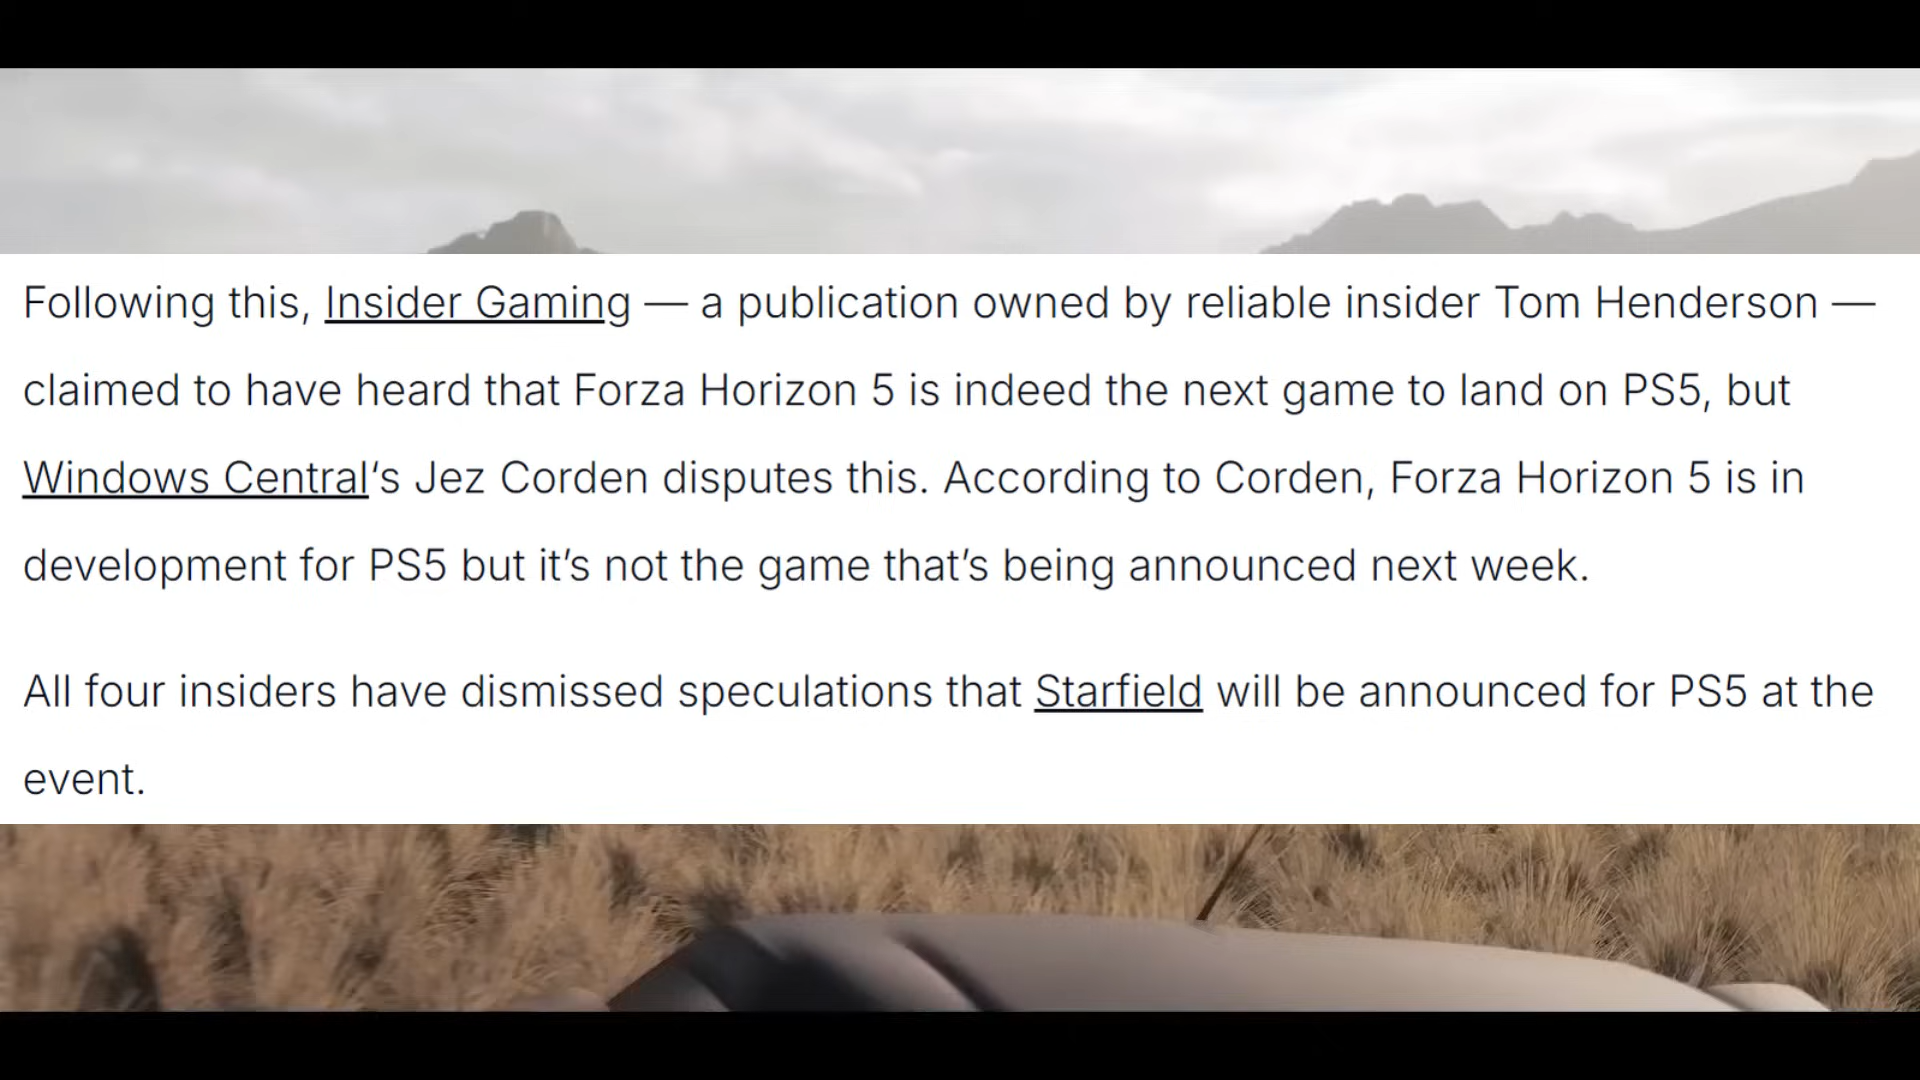 Following this, Insider Gaming — a publication owned by reliable insider Tom Henderson —
claimed to have heard that Forza Horizon 5 is indeed the next game to land on PS5, but
Windows Central‘s Jez Corden disputes this. According to Corden, Forza Horizon 5 is in
development for PS5 but it’s not the game that’s being announced next week.
All four insiders have dismissed speculations that Starfield will be announced for PS5 at the
event.